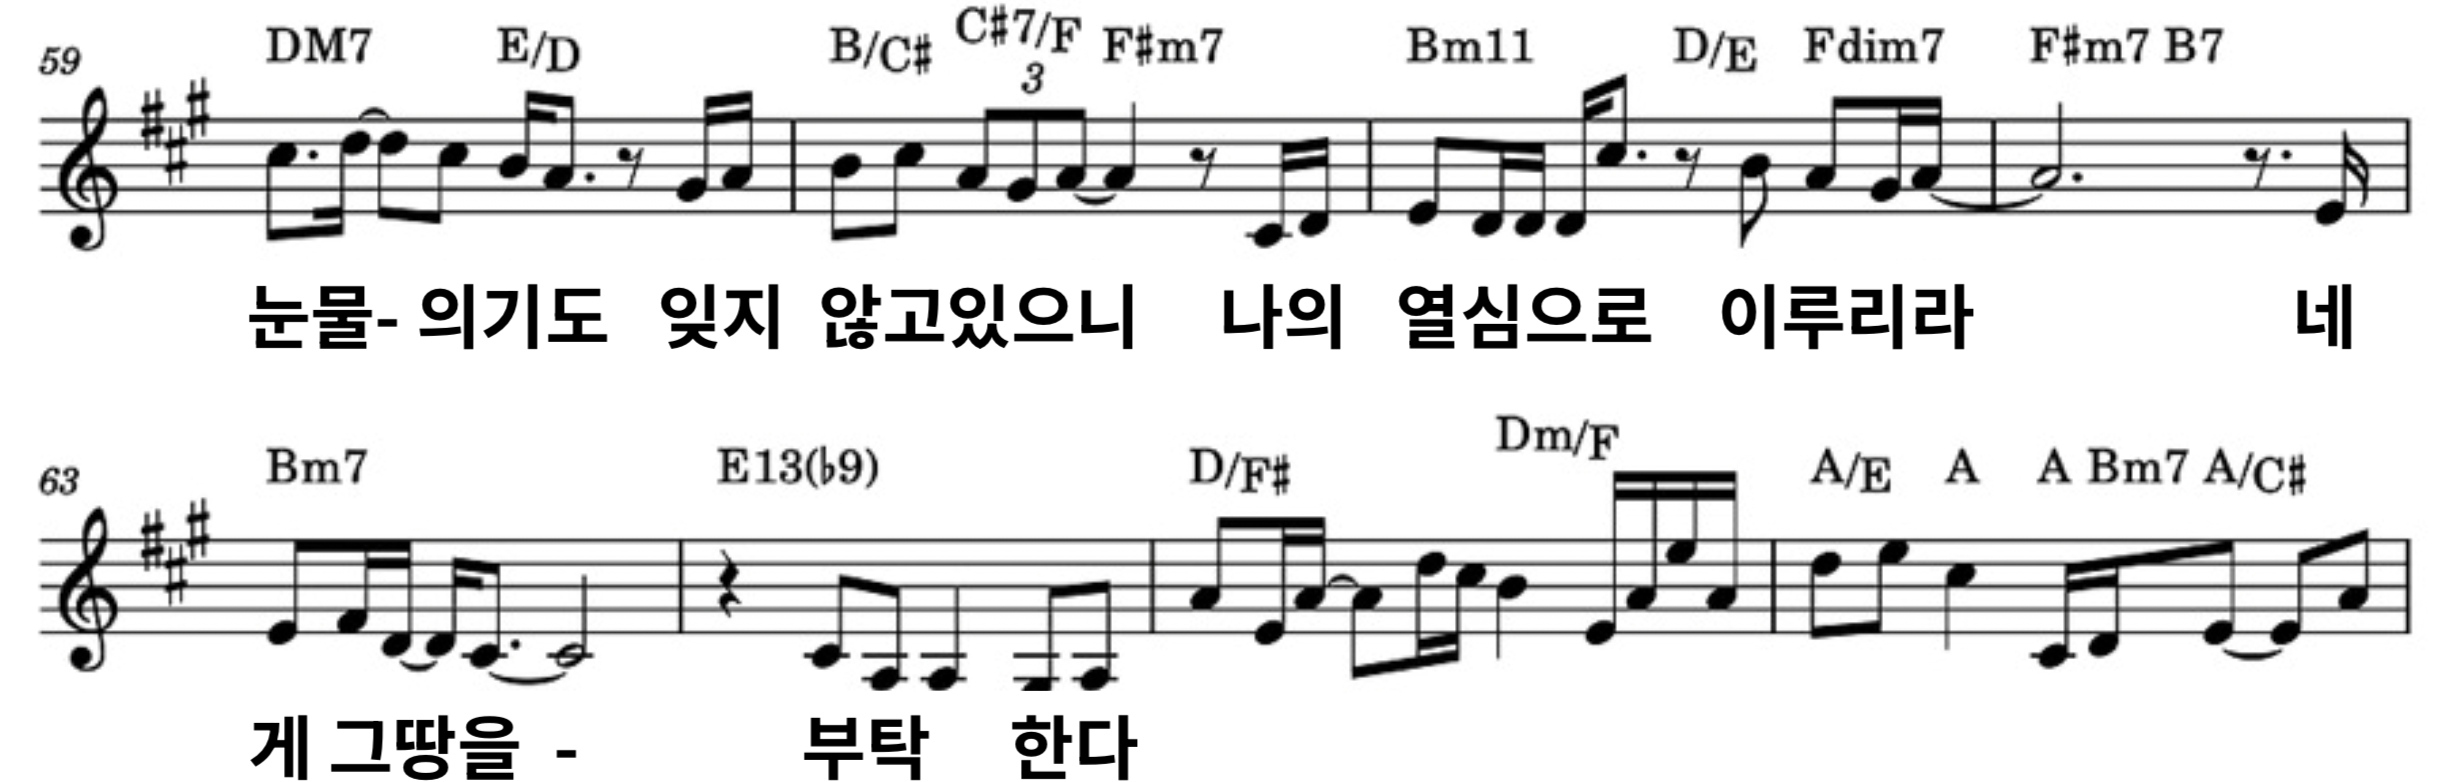 59 DM7 E/D B/C# C#7/F F#m7 Bm11 D/E Fdim7 F#m7 B7
3
눈물- 의기도 잊지 않고있으니 나의 열심으로 이루리라 네
63 Bm7 E13(♭9) D/F# Dm/F A/E A A Bm7 A/C#
게 그땅을 - 부탁 한다